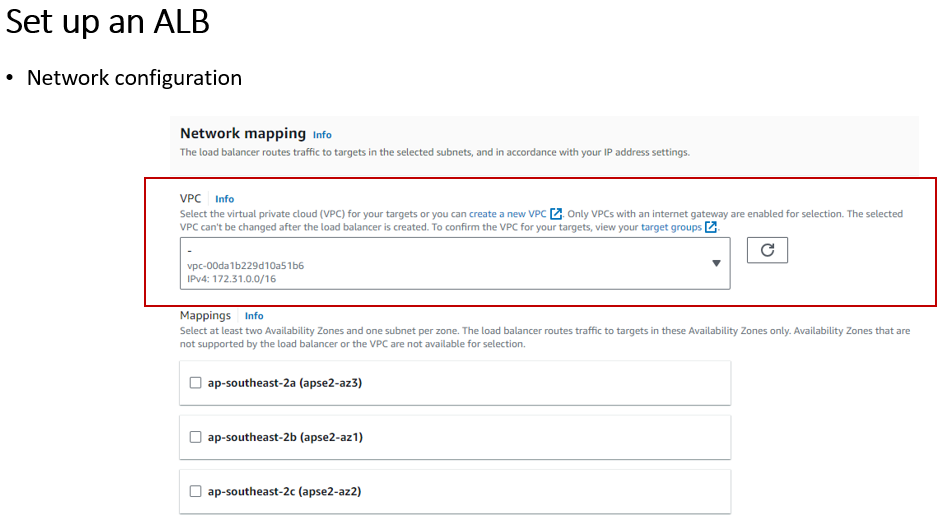 Set up an ALB
• Network configuration
Network mapping Info
The load balancer routes traffic to targets in the selected subnets, and in accordance with your IP address settings.
VPC Info
Select the virtual private cloud (VPC) for your targets or you can create a new VPC. Only VPCs with an internet gateway are enabled for selection. The selected
VPC can't be changed after the load balancer is created. To confirm the VPC for your targets, view your target groups.
-
vpc-00da1b229d10a51b6
IPv4: 172.31.0.0/16
Mappings Info
Select at least two Availability Zones and one subnet per zone. The load balancer routes traffic to targets in these Availability Zones only. Availability Zones that are
not supported by the load balancer or the VPC are not available for selection.
ap-southeast-2a (apse2-az3)
ap-southeast-2b (apse2-az1)
ap-southeast-2c (apse2-az2)